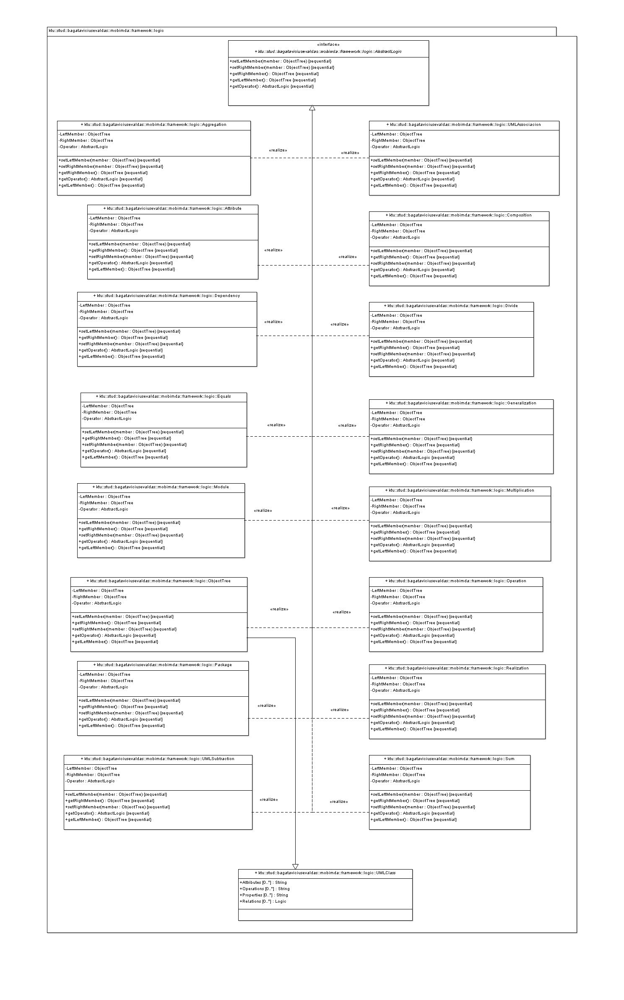 ktu::stud::bagataviciusevaldas::mobimda::framework::logic
«interface»
+ ktu::stud::bagataviciusevaldas::mobimda::framework::logic::AbstractLogic
+setLeftMember(member : ObjectTree) {sequential}
+setRightMember(member : ObjectTree) {sequential}
+getRightMember() : ObjectTree {sequential}
+getLeftMember() : ObjectTree {sequential}
+getOperator() : AbstractLogic {sequential}
+ ktu::stud::bagataviciusevaldas::mobimda::framework::logic::Aggregation
-LeftMember : ObjectTree
-RightMember : ObjectTree
-Operator : AbstractLogic
+setLeftMember(member : ObjectTree) {sequential}
+setRightMember(member : ObjectTree) {sequential}
+getRightMember() : ObjectTree {sequential}
+getOperator() : AbstractLogic {sequential}
+getLeftMember() : ObjectTree {sequential}
«realize»
«realize»
+ ktu::stud::bagataviciusevaldas::mobimda::framework::logic::UMLAssociacion
-LeftMember : ObjectTree
-RightMember : ObjectTree
-Operator : AbstractLogic
+setLeftMember(member : ObjectTree) {sequential}
+setRightMember(member : ObjectTree) {sequential}
+getRightMember() : ObjectTree {sequential}
+getOperator() : AbstractLogic {sequential}
+getLeftMember() : ObjectTree {sequential}
+ ktu::stud::bagataviciusevaldas::mobimda::framework::logic::Attribute
-LeftMember : ObjectTree
-RightMember : ObjectTree
-Operator : AbstractLogic
+setLeftMember(member : ObjectTree) {sequential}
+getRightMember() : ObjectTree {sequential}
+setRightMember(member : ObjectTree) {sequential}
+getOperator() : AbstractLogic {sequential}
+getLeftMember() : ObjectTree {sequential}
«realize»
«realize»
+ ktu::stud::bagataviciusevaldas::mobimda::framework::logic::Composition
-LeftMember : ObjectTree
-RightMember : ObjectTree
-Operator : AbstractLogic
+setLeftMember(member : ObjectTree) {sequential}
+getRightMember() : ObjectTree {sequential}
+setRightMember(member : ObjectTree) {sequential}
+getOperator() : AbstractLogic {sequential}
+getLeftMember() : ObjectTree {sequential}
+ ktu::stud::bagataviciusevaldas::mobimda::framework::logic::Dependency
-LeftMember : ObjectTree
-RightMember : ObjectTree
-Operator : AbstractLogic
+setLeftMember(member : ObjectTree) {sequential}
+getRightMember() : ObjectTree {sequential}
+setRightMember(member : ObjectTree) {sequential}
+getOperator() : AbstractLogic {sequential}
+getLeftMember() : ObjectTree {sequential}
«realize»
«realize»
+ ktu::stud::bagataviciusevaldas::mobimda::framework::logic::Divide
-LeftMember : ObjectTree
-RightMember : ObjectTree
-Operator : AbstractLogic
+setLeftMember(member : ObjectTree) {sequential}
+getRightMember() : ObjectTree {sequential}
+setRightMember(member : ObjectTree) {sequential}
+getOperator() : AbstractLogic {sequential}
+getLeftMember() : ObjectTree {sequential}
+ ktu::stud::bagataviciusevaldas::mobimda::framework::logic::Equals
-LeftMember : ObjectTree
-RightMember : ObjectTree
-Operator : AbstractLogic
+setLeftMember(member : ObjectTree) {sequential}
+getRightMember() : ObjectTree {sequential}
+setRightMember(member : ObjectTree) {sequential}
+getOperator() : AbstractLogic {sequential}
+getLeftMember() : ObjectTree {sequential}
«realize»
«realize»
+ ktu::stud::bagataviciusevaldas::mobimda::framework::logic::Generalization
-LeftMember : ObjectTree
-RightMember : ObjectTree
-Operator : AbstractLogic
+setLeftMember(member : ObjectTree) {sequential}
+getRightMember() : ObjectTree {sequential}
+setRightMember(member : ObjectTree) {sequential}
+getOperator() : AbstractLogic {sequential}
+getLeftMember() : ObjectTree {sequential}
+ ktu::stud::bagataviciusevaldas::mobimda::framework::logic::Module
-LeftMember : ObjectTree
-RightMember : ObjectTree
-Operator : AbstractLogic
+setLeftMember(member : ObjectTree) {sequential}
+getRightMember() : ObjectTree {sequential}
+setRightMember(member : ObjectTree) {sequential}
+getOperator() : AbstractLogic {sequential}
+getLeftMember() : ObjectTree {sequential}
«realize»
«realize»
+ ktu::stud::bagataviciusevaldas::mobimda::framework::logic::Multiplication
-LeftMember : ObjectTree
-RightMember : ObjectTree
-Operator : AbstractLogic
+setLeftMember(member : ObjectTree) {sequential}
+getRightMember() : ObjectTree {sequential}
+setRightMember(member : ObjectTree) {sequential}
+getOperator() : AbstractLogic {sequential}
+getLeftMember() : ObjectTree {sequential}
+ ktu::stud::bagataviciusevaldas::mobimda::framework::logic::ObjectTree
-LeftMember : ObjectTree
-RightMember : ObjectTree
-Operator : AbstractLogic
+setLeftMember(member : ObjectTree) {sequential}
+getRightMember() : ObjectTree {sequential}
+setRightMember(member : ObjectTree) {sequential}
+getOperator() : AbstractLogic {sequential}
+getLeftMember() : ObjectTree {sequential}
«realize»
«realize»
+ ktu::stud::bagataviciusevaldas::mobimda::framework::logic::Operation
-LeftMember : ObjectTree
-RightMember : ObjectTree
-Operator : AbstractLogic
+setLeftMember(member : ObjectTree) {sequential}
+getRightMember() : ObjectTree {sequential}
+setRightMember(member : ObjectTree) {sequential}
+getOperator() : AbstractLogic {sequential}
+getLeftMember() : ObjectTree {sequential}
+ ktu::stud::bagataviciusevaldas::mobimda::framework::logic::Package
-LeftMember : ObjectTree
-RightMember : ObjectTree
-Operator : AbstractLogic
+setLeftMember(member : ObjectTree) {sequential}
+getRightMember() : ObjectTree {sequential}
+setRightMember(member : ObjectTree) {sequential}
+getOperator() : AbstractLogic {sequential}
+getLeftMember() : ObjectTree {sequential}
«realize»
«realize»
+ ktu::stud::bagataviciusevaldas::mobimda::framework::logic::Realization
-LeftMember : ObjectTree
-RightMember : ObjectTree
-Operator : AbstractLogic
+setLeftMember(member : ObjectTree) {sequential}
+getRightMember() : ObjectTree {sequential}
+setRightMember(member : ObjectTree) {sequential}
+getOperator() : AbstractLogic {sequential}
+getLeftMember() : ObjectTree {sequential}
+ ktu::stud::bagataviciusevaldas::mobimda::framework::logic::UMLSubtraction
-LeftMember : ObjectTree
-RightMember : ObjectTree
-Operator : AbstractLogic
+setLeftMember(member : ObjectTree) {sequential}
+getRightMember() : ObjectTree {sequential}
+setRightMember(member : ObjectTree) {sequential}
+getOperator() : AbstractLogic {sequential}
+getLeftMember() : ObjectTree {sequential}
«realize»
«realize»
+ ktu::stud::bagataviciusevaldas::mobimda::framework::logic::Sum
-LeftMember : ObjectTree
-RightMember : ObjectTree
-Operator : AbstractLogic
+setLeftMember(member : ObjectTree) {sequential}
+getRightMember() : ObjectTree {sequential}
+setRightMember(member : ObjectTree) {sequential}
+getOperator() : AbstractLogic {sequential}
+getLeftMember() : ObjectTree {sequential}
+ ktu::stud::bagataviciusevaldas::mobimda::framework::logic::UMLClass
+Attributes [0..*] : String
+Operations [0..*] : String
+Properties [0..*] : String
+Relations [0..*] : Logic